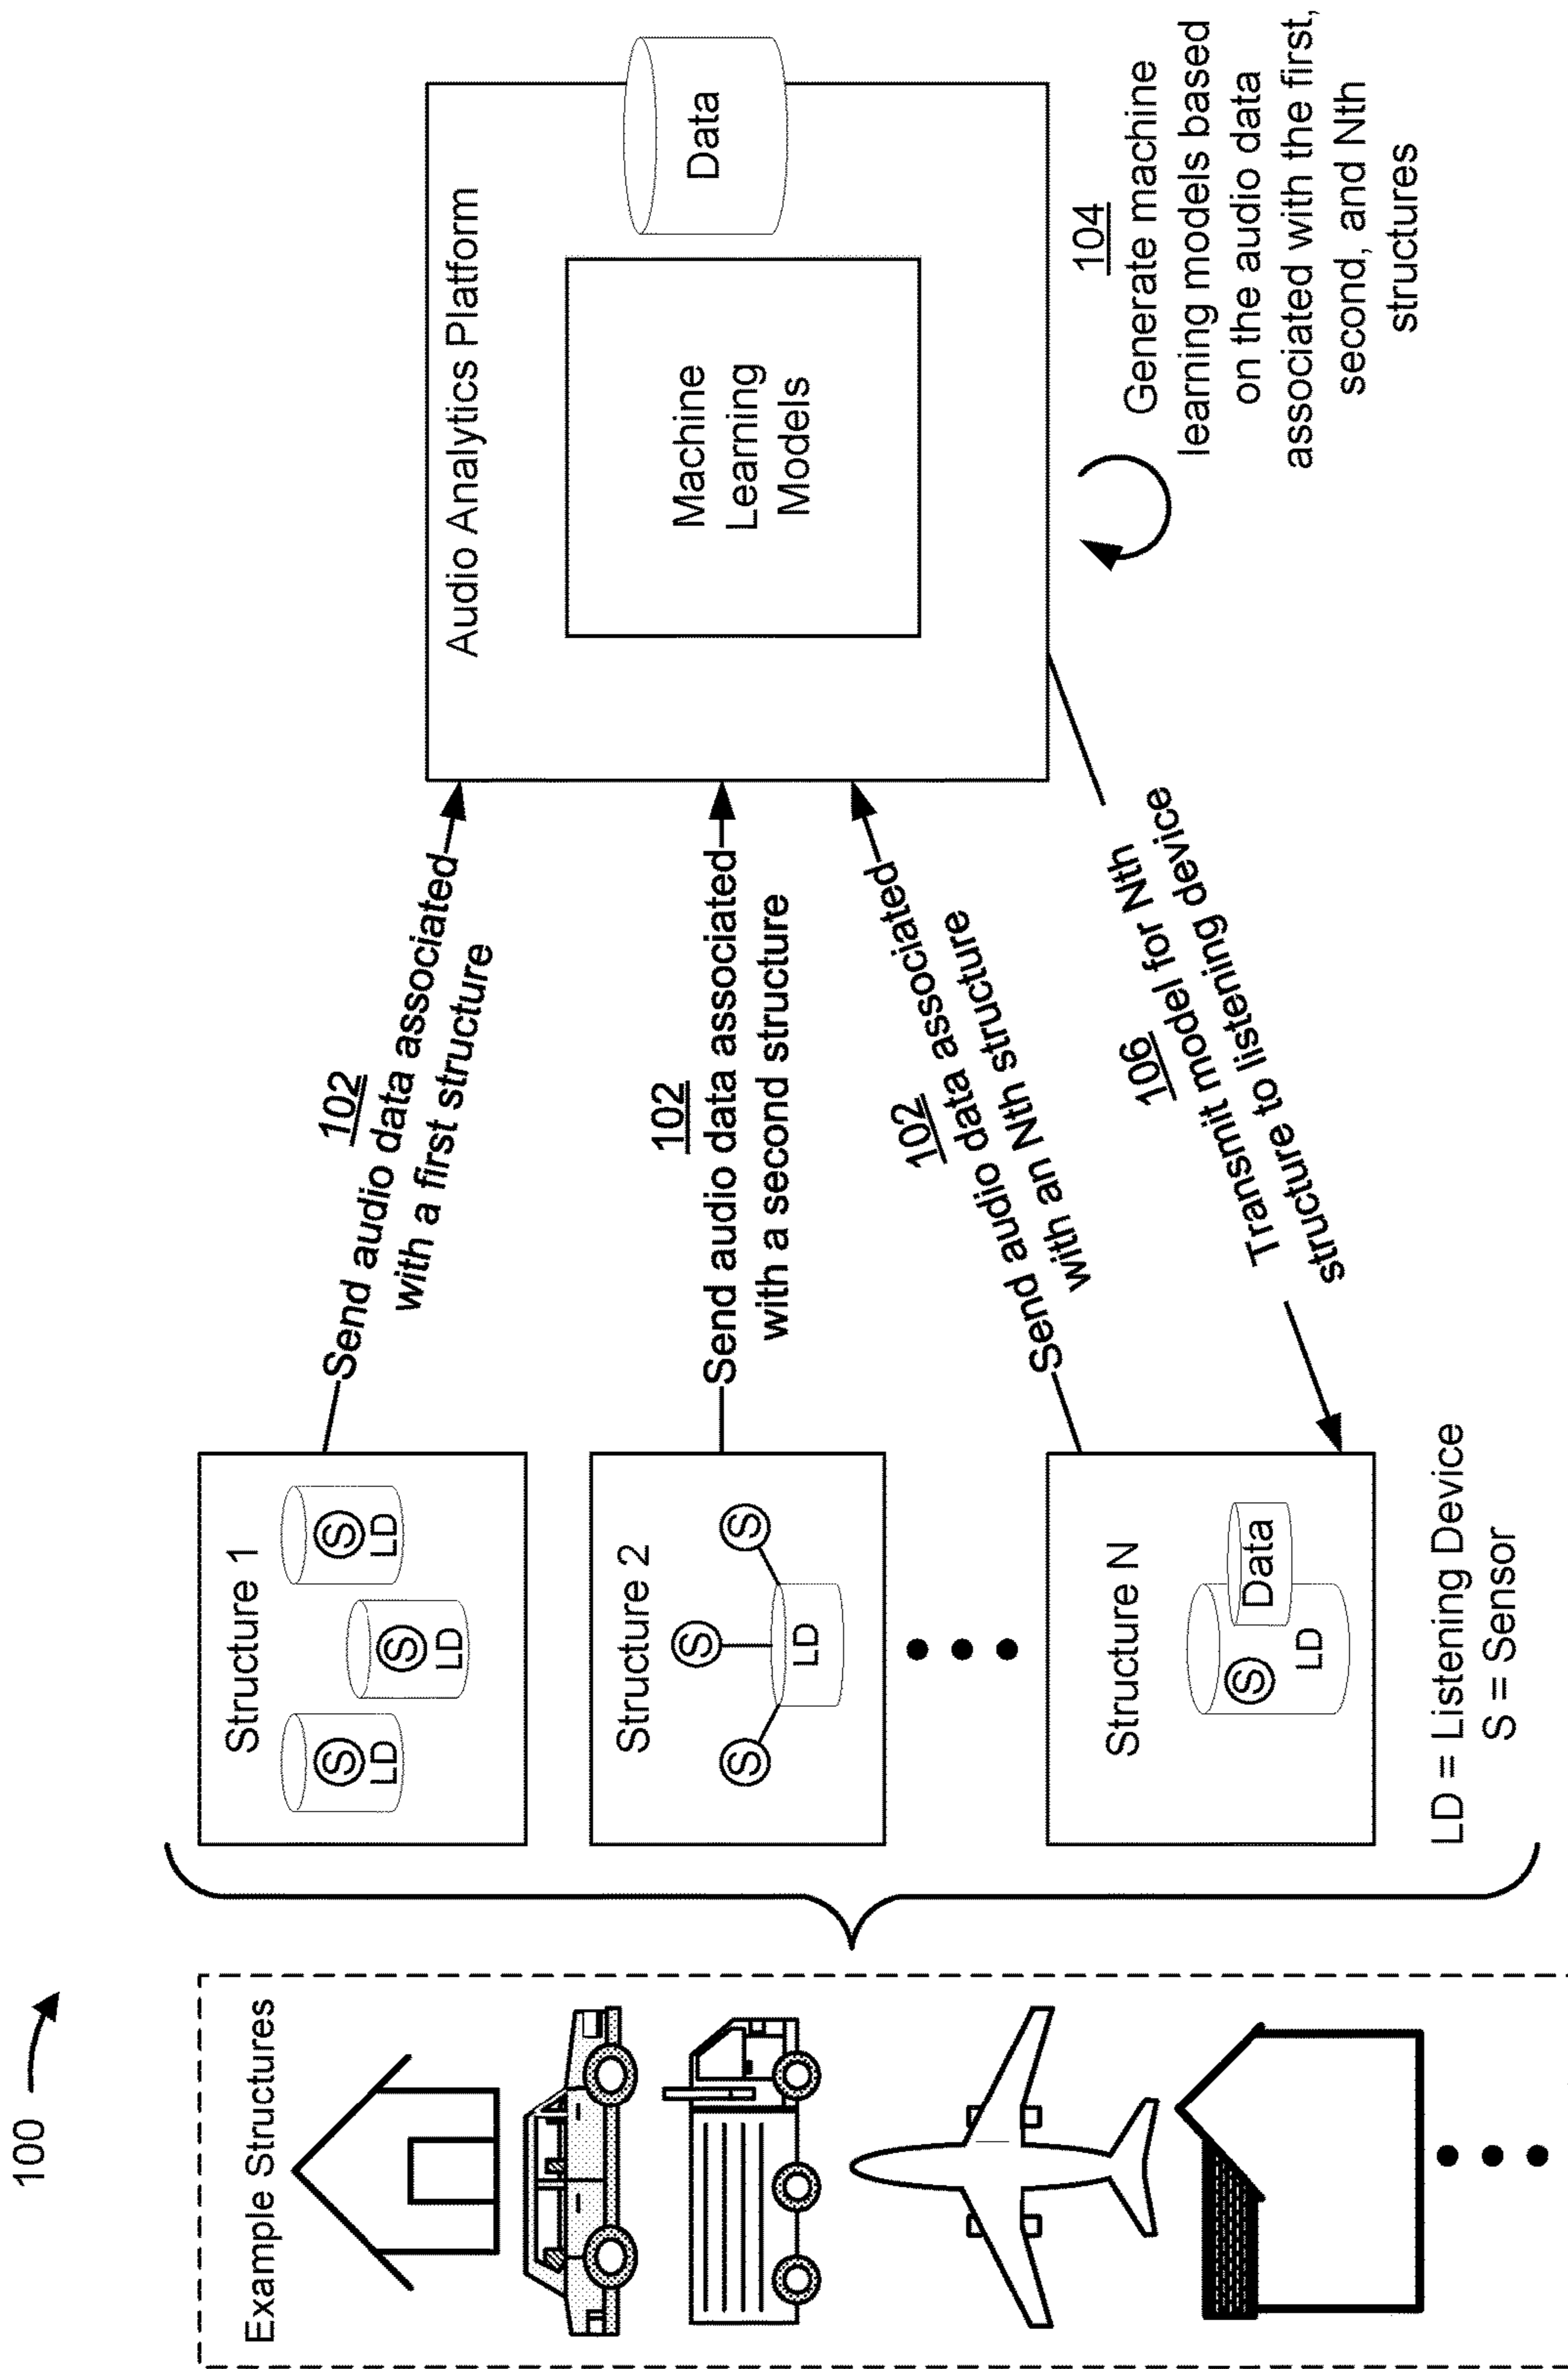 100
Example Structures
Structure 1
S
LD
S
LD
S
LD
Structure 2
S
S
S
LD
Structure N
S
LD
Data
LD = Listening Device
S = Sensor
102
Send audio data associated
with a first structure
102
Send audio data associated
with a second structure
102
Send audio data associated
with an Nth structure
106
Transmit model for Nth
structure to listening device
Audio Analytics Platform
Machine
Learning
Models
Data
104
Generate machine
learning models based
on the audio data
associated with the first,
second, and Nth
structures